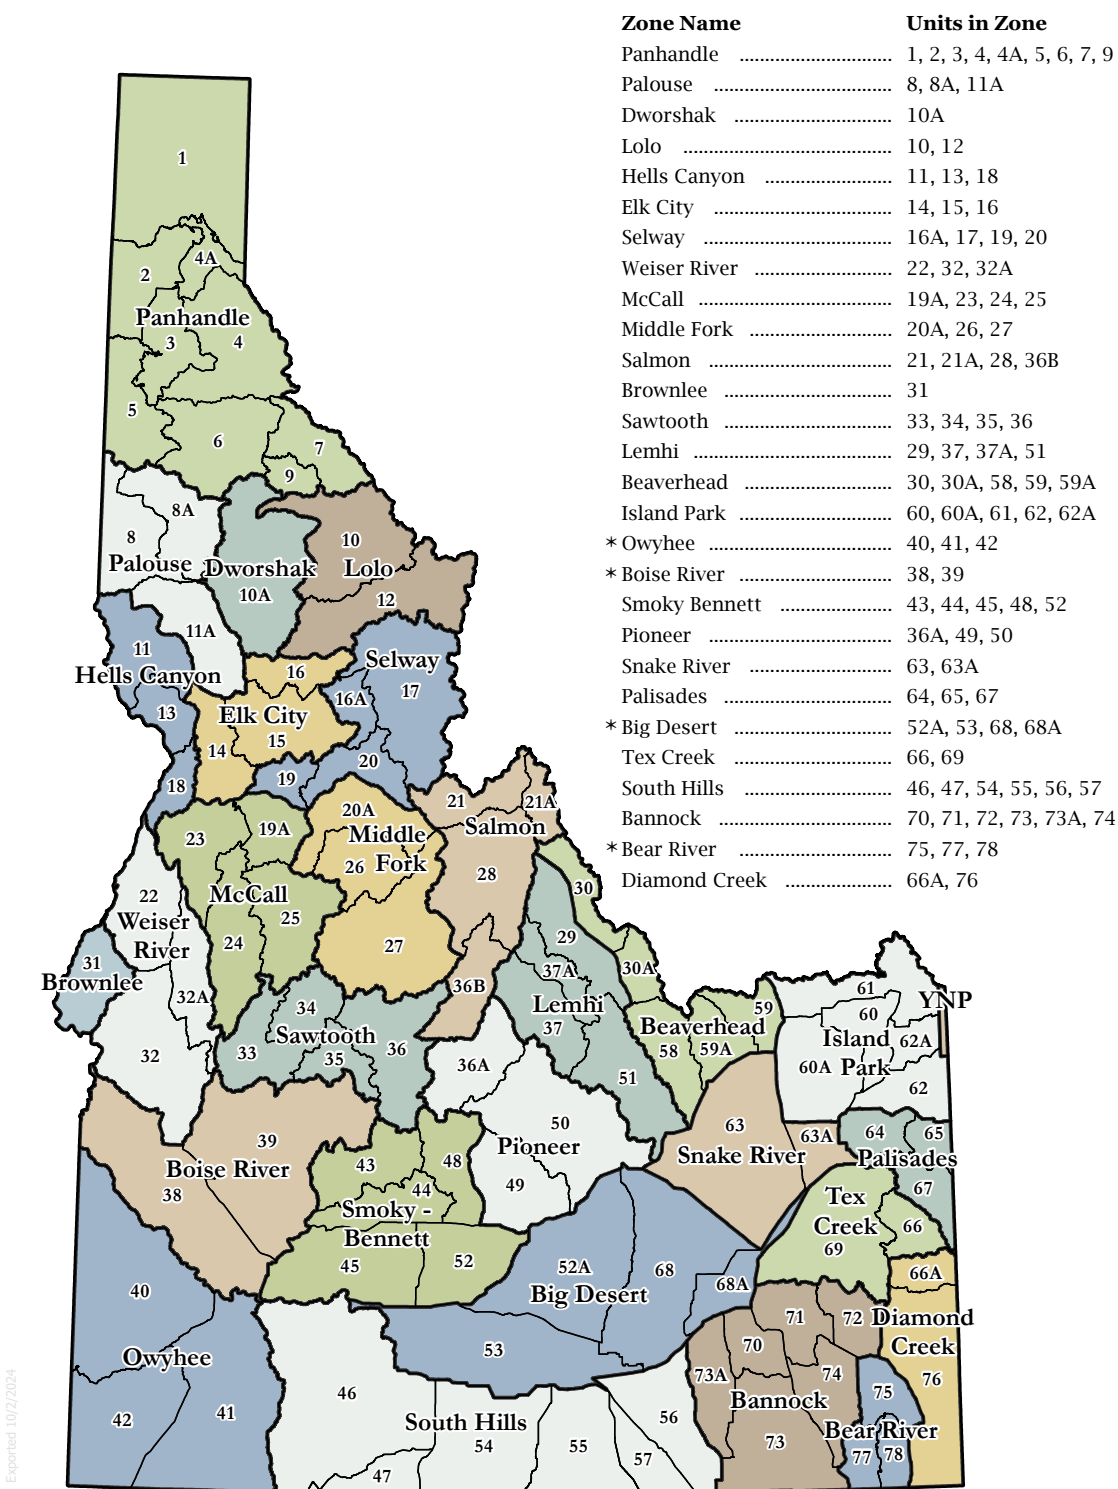 Zone Name Units in Zone
Panhandle ................................ 1, 2, 3, 4, 4A, 5, 6, 7, 9
Palouse ..................................... 8, 8A, 11A
Dworshak ................................. 10A
Lolo ........................................... 10, 12
Hells Canyon .......................... 11, 13, 18
Elk City ..................................... 14, 15, 16
Selway ....................................... 16A, 17, 19, 20
Weiser River ............................ 22, 32, 32A
McCall ........................................ 19A, 23, 24, 25
Middle Fork ............................. 20A, 26, 27
Salmon ...................................... 21, 21A, 28, 36B
Brownlee ................................... 31
Sawtooth ................................... 33, 34, 35, 36
Lemhi ......................................... 29, 37, 37A, 51
Beaverhead .............................. 30, 30A, 58, 59, 59A
Island Park ............................... 60, 60A, 61, 62, 62A
* Owyhee ...................................... 40, 41, 42
* Boise River ............................... 38, 39
Smoky Bennett ....................... 43, 44, 45, 48, 52
Pioneer ...................................... 36A, 49, 50
Snake River .............................. 63, 63A
Palisades ................................... 64, 65, 67
* Big Desert ................................. 52A, 53, 68, 68A
Tex Creek .................................. 66, 69
South Hills ............................... 46, 47, 54, 55, 56, 57
Bannock ..................................... 70, 71, 72, 73, 73A, 74
* Bear River ................................. 75, 77, 78
Diamond Creek ...................... 66A, 76
1
4A
2
Panhandle
3 4
5
6 7
9
8A
8 10
Palouse Dworshak Lolo
10A 12
11A
11 Selway
Hells Canyon 16 17
16A
13 Elk City
15
14 20
18 19
21 21A
20A
23 19A Middle Salmon
26 Fork 28
30
22 McCall
Weiser 25
River 24 27 29
31 30A
Brownlee 37A
32A 36B 61
34 Lemhi 59 YNP
Sawtooth 37 Beaverhead 60
32 33 35 36 58 59A Island 62A
36A 60A Park
51 62
50 63 63A 64 65
39 Pioneer Snake River Palisades
Boise River 43 48
38 44 49 67
Smoky - Tex
Bennett Creek 66
45 52 52A 68 69
40 68A 66A
Big Desert
71 72 Diamond
53 70 Creek
Owyhee
73A 74 76
46 75
42 41 56 Bannock
South Hills Bear River
54 55 73
47 57 77 78
Exported 10/2/2024